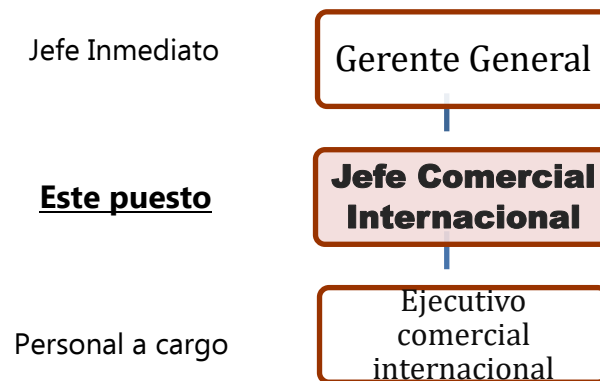 Jefe Inmediato
Gerente General
Este puesto
Jefe Comercial
Internacional
Personal a cargo
Ejecutivo
comercial
internacional